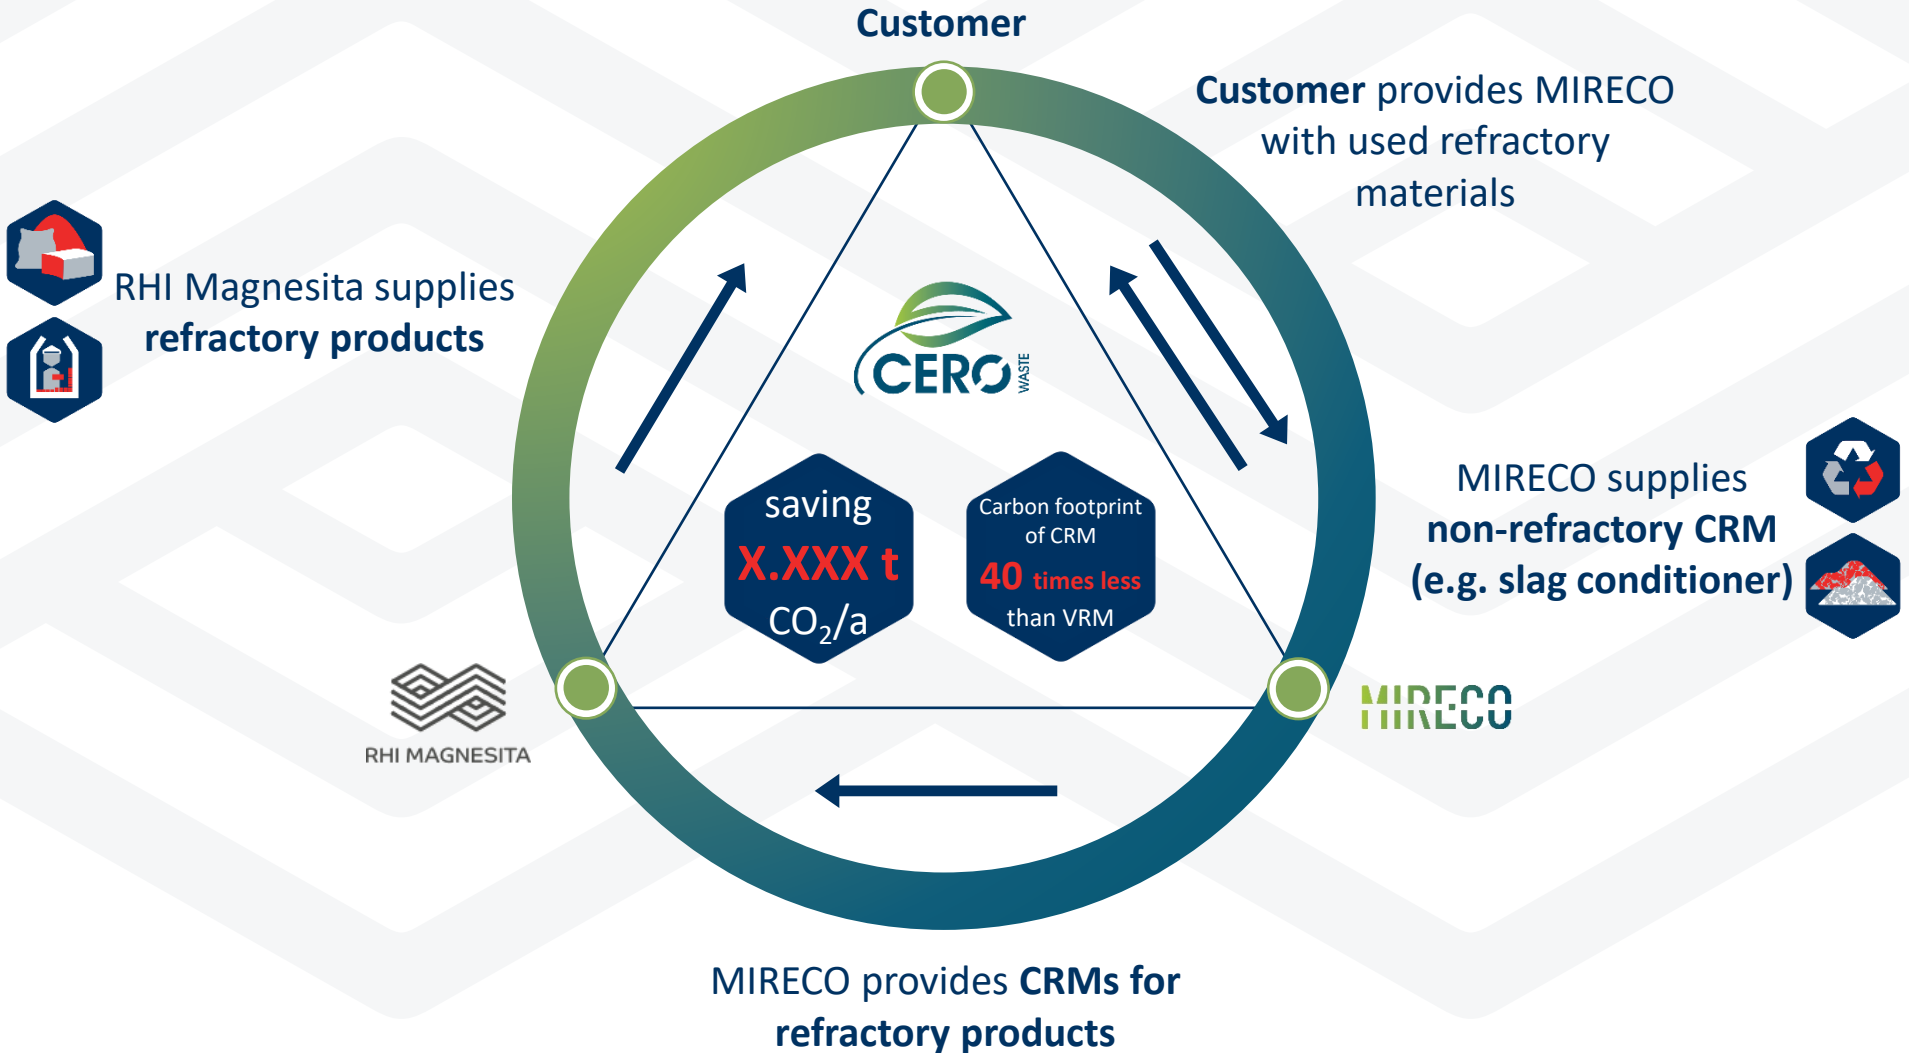 Customer
Customer provides MIRECO
with used refractory
materials
RHI Magnesita supplies
refractory products
CERO
WASTE
saving
X.XXX t
CO₂/a
Carbon footprint
of CRM
40 times less
than VRM
MIRECO supplies
non-refractory CRM
(e.g. slag conditioner)
RHI MAGNESITA
MIRECO
MIRECO provides CRMs for
refractory products